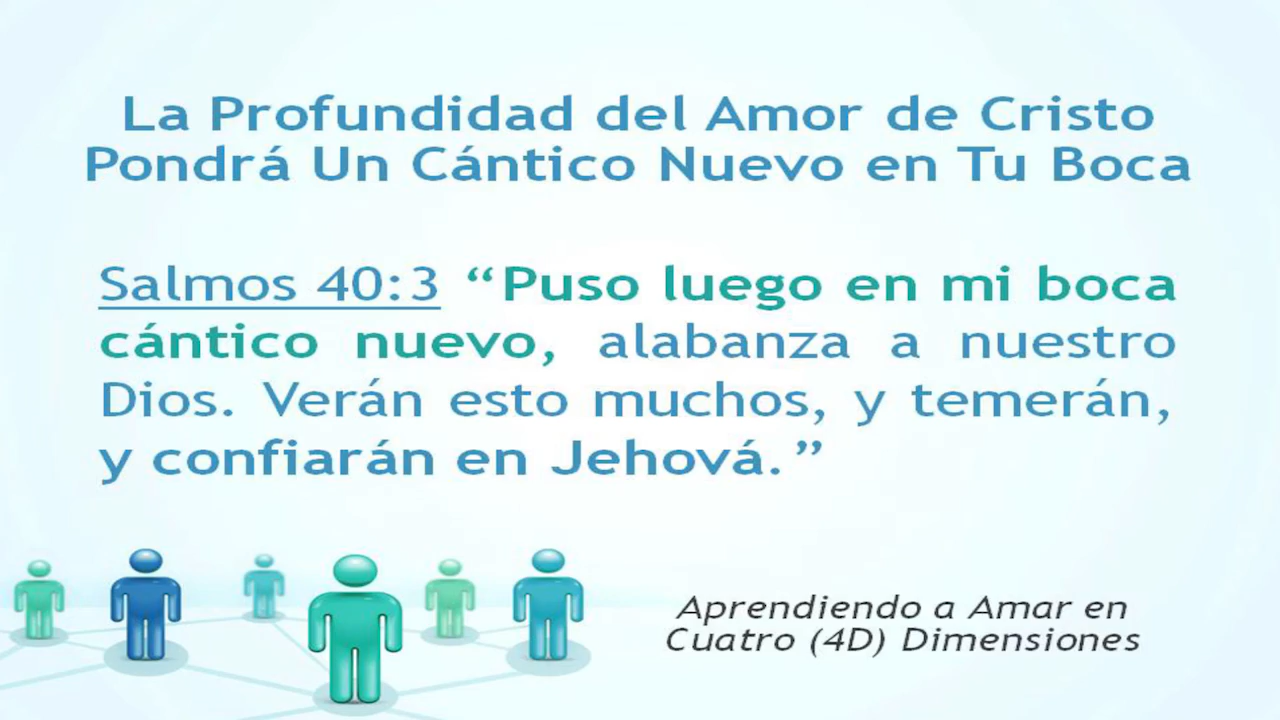 La Profundidad del Amor de Cristo
Pondrá Un Cántico Nuevo en Tu Boca
Salmos 40:3 “Puso luego en mi boca
cántico nuevo, alabanza a nuestro
Dios. Verán esto muchos, y temerán,
y confiarán en Jehová.”
Aprendiendo a Amar en
Cuatro (4D) Dimensiones